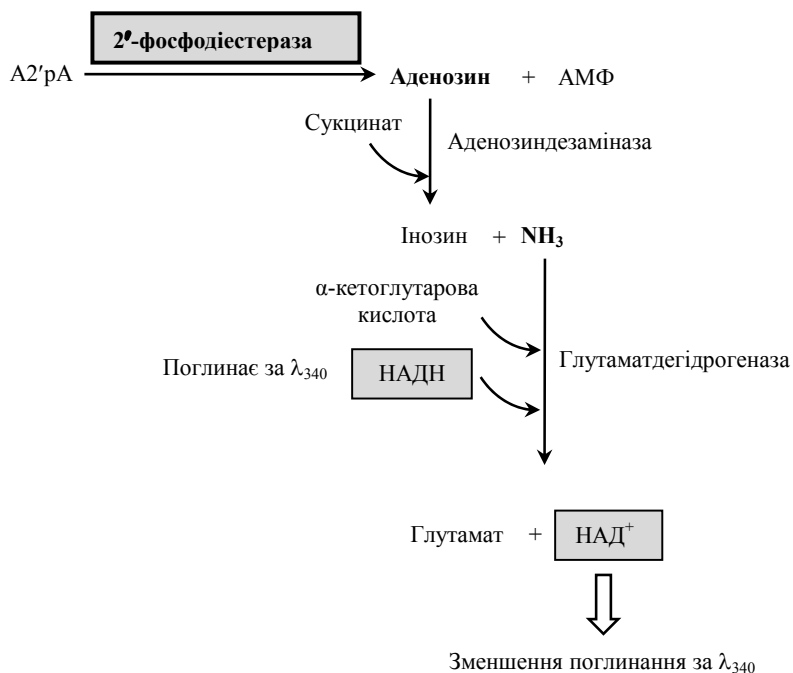 2′-фосфодіестераза
A2′pA Аденозин + АМФ
Сукцинат
Аденозиндезаміназа
Інозин + NH₃
α-кетоглутарова
кислота
Глутаматдегідрогеназа
Поглинає за λ₃₄₀ НАДН
Глутамат + НАД⁺
Зменшення поглинання за λ₃₄₀